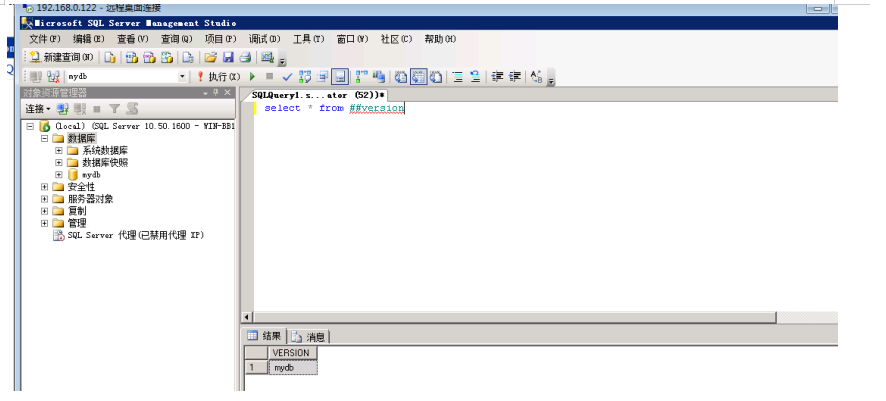 192.168.0.122 - 远程桌面连接
Microsoft SQL Server Management Studio
文件(F) 编辑(E) 查看(V) 查询(Q) 项目(P) 调试(D) 工具(T) 窗口(W) 社区(C) 帮助(H)
新建查询(N)
mydb 执行(X)
对象资源管理器
SQLQuery1.s...ator (52))*
连接
select * from ##version
(local) (SQL Server 10.50.1600 - WIN-BB1
数据库
系统数据库
数据库快照
mydb
安全性
服务器对象
复制
管理
SQL Server 代理(已禁用代理 XP)
结果 消息
VERSION
1 mydb